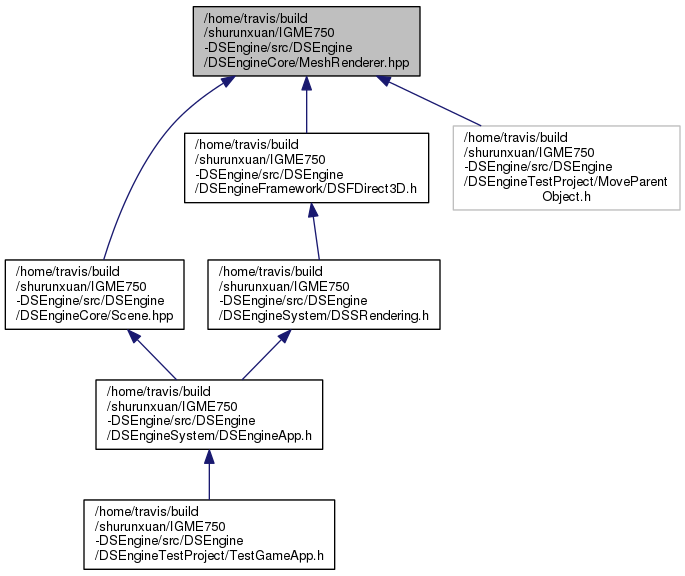 /home/travis/build
/shurunxuan/IGME750
-DSEngine/src/DSEngine
/DSEngineCore/MeshRenderer.hpp
/home/travis/build
/shurunxuan/IGME750
-DSEngine/src/DSEngine
/DSEngineFramework/DSFDirect3D.h
/home/travis/build
/shurunxuan/IGME750
-DSEngine/src/DSEngine
/DSEngineTestProject/MoveParent
Object.h
/home/travis/build
/shurunxuan/IGME750
-DSEngine/src/DSEngine
/DSEngineCore/Scene.hpp
/home/travis/build
/shurunxuan/IGME750
-DSEngine/src/DSEngine
/DSEngineSystem/DSSRendering.h
/home/travis/build
/shurunxuan/IGME750
-DSEngine/src/DSEngine
/DSEngineSystem/DSEngineApp.h
/home/travis/build
/shurunxuan/IGME750
-DSEngine/src/DSEngine
/DSEngineTestProject/TestGameApp.h